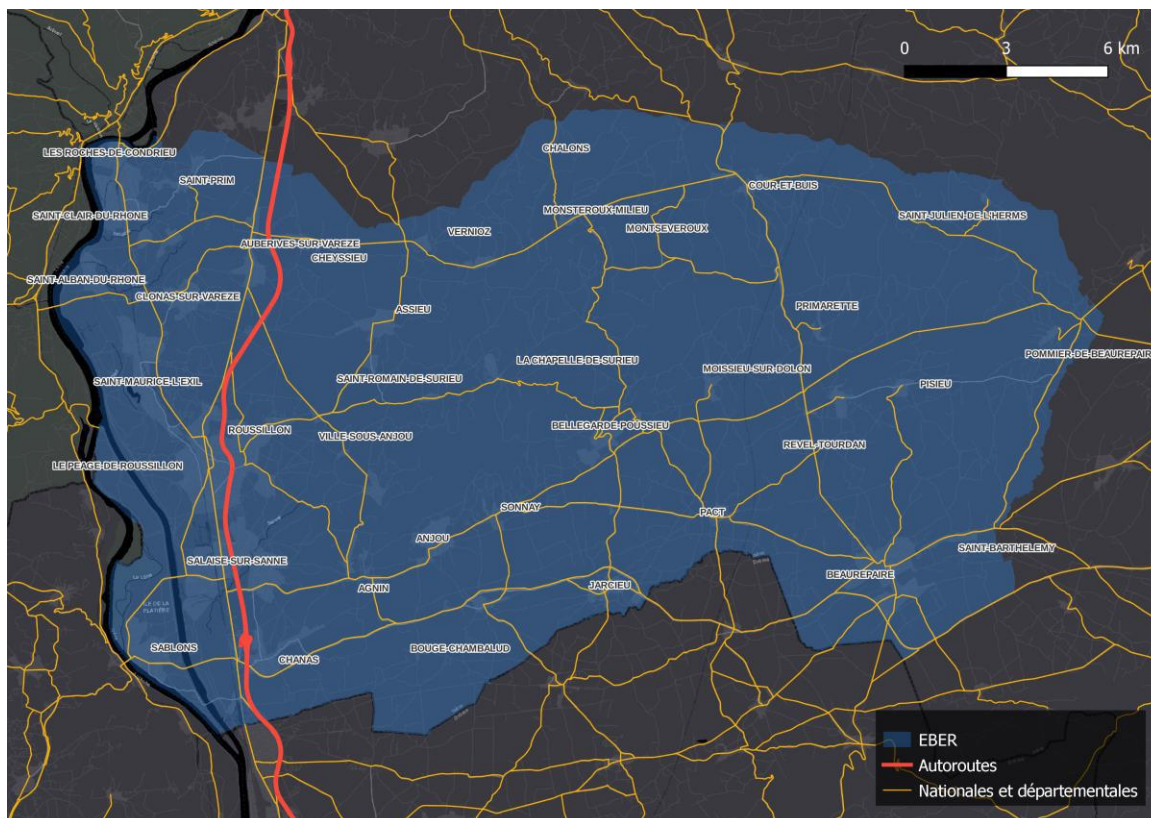 0 3 6 km
CHALONS
LES ROCHES-DE-CONDRIEU
SAINT-PRIM
COUR-ET-BUIS
SAINT-CLAIR-DU-RHONE
MONSTEROUX-MILIEU
SAINT-JULIEN-DE-L'HERMS
VERNIOZ
MONTSEVEROUX
AUBERIVES-SUR-VAREZE
CHEYSSIEU
SAINT-ALBAN-DU-RHONE
CLONAS-SUR-VAREZE
ASSIEU
PRIMARETTE
POMMIER-DE-BEAUREPAIR
LA CHAPELLE-DE-SURIEU
MOISSIEU-SUR-DOLON
SAINT-MAURICE-L'EXIL
SAINT-ROMAIN-DE-SURIEU
PISIEU
ROUSSILLON
VILLE-SOUS-ANJOU
BELLEGARDE-POUSSIEU
REVEL-TOURDAN
LE PEAGE-DE-ROUSSILLON
SONNAY
PACT
ANJOU
SAINT-BARTHELEMY
SALAISE-SUR-SANNE
AGNIN
JARCIEU
BEAUREPAIRE
ILE DE LA
PLATIÈRE
SABLONS
CHANAS
BOUGE-CHAMBALUD
EBER
Autoroutes
Nationales et départementales